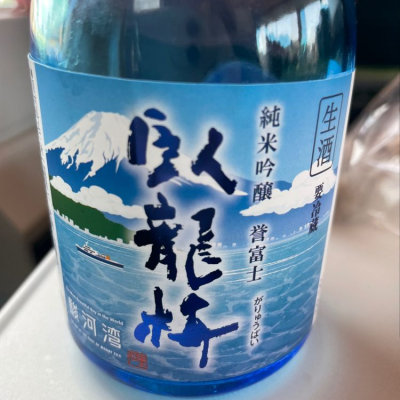 生酒
要冷蔵
純米吟醸 誉富士
がりゅうばい
臥龍梅
駿河湾